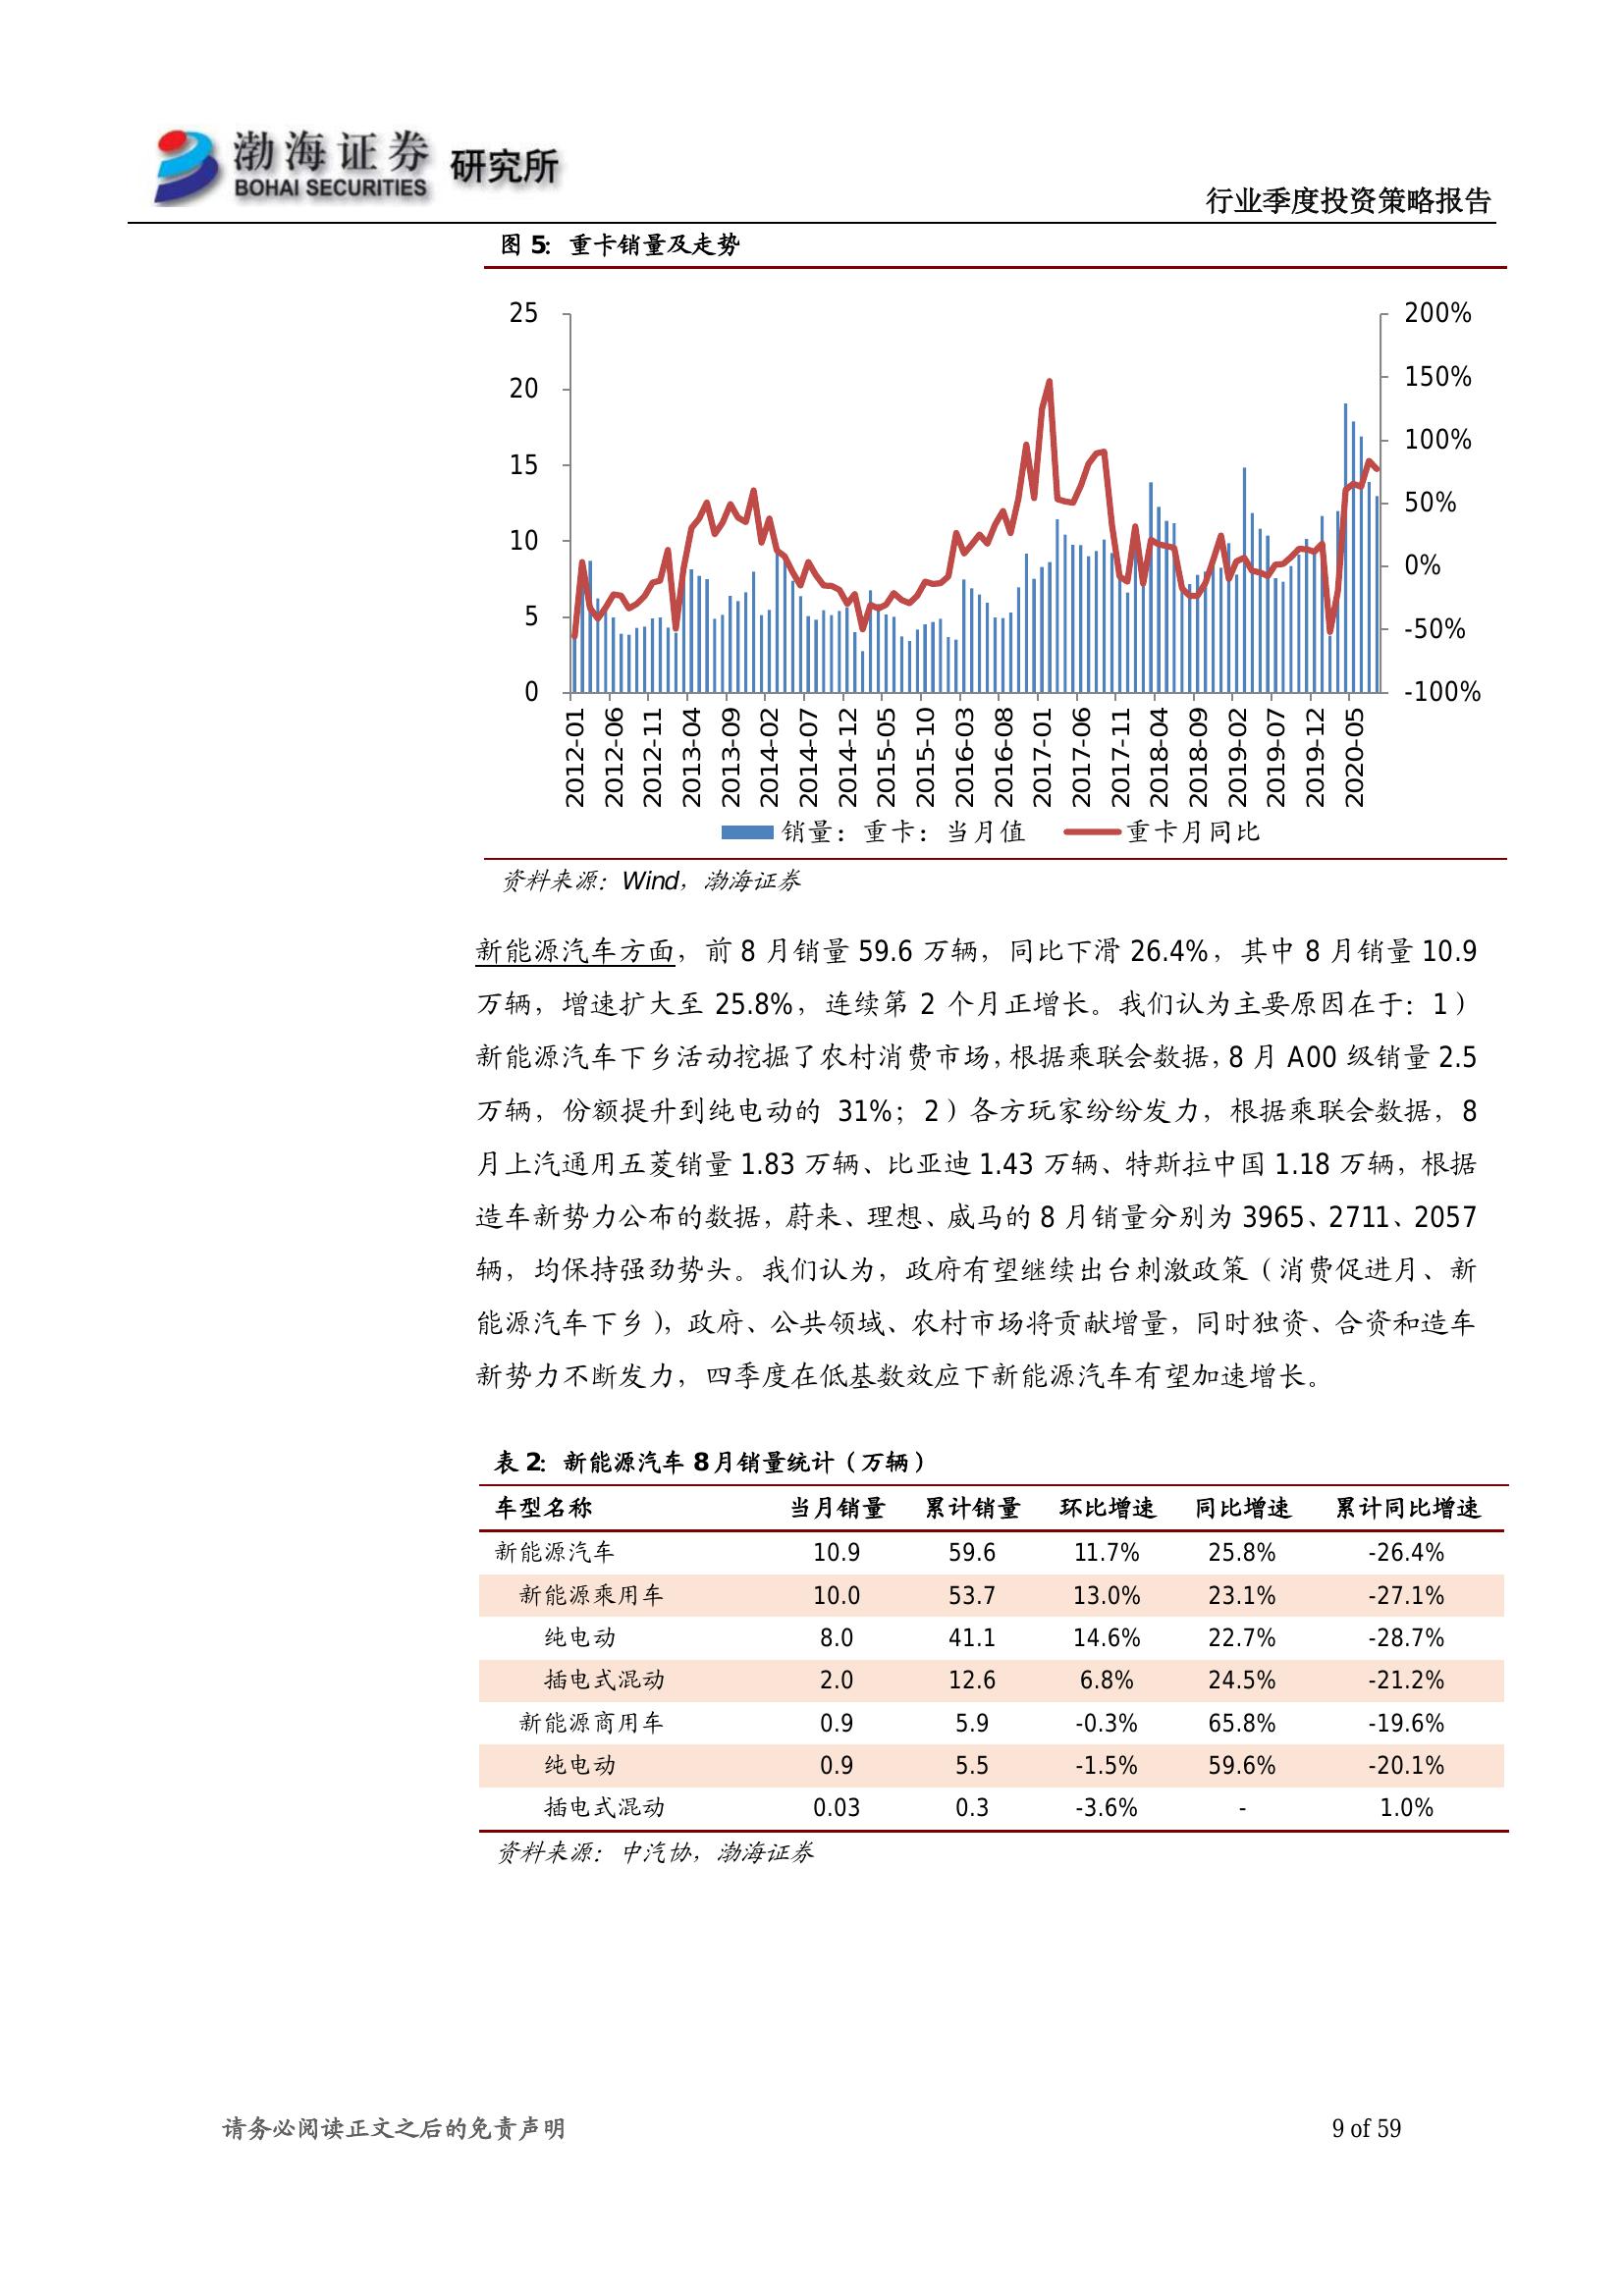 渤海证券 研究所
BOHAI SECURITIES
行业季度投资策略报告
图 5：重卡销量及走势
25
20
15
10
5
0
200%
150%
100%
50%
0%
-50%
-100%
2012-01
2012-06
2012-11
2013-04
2013-09
2014-02
2014-07
2014-12
2015-05
2015-10
2016-03
2016-08
2017-01
2017-06
2017-11
2018-04
2018-09
2019-02
2019-07
2019-12
2020-05
销量：重卡：当月值 重卡月同比
资料来源：Wind，渤海证券
新能源汽车方面，前 8 月销量 59.6 万辆，同比下滑 26.4%，其中 8 月销量 10.9
万辆，增速扩大至 25.8%，连续第 2 个月正增长。我们认为主要原因在于：1）
新能源汽车下乡活动挖掘了农村消费市场，根据乘联会数据，8 月 A00 级销量 2.5
万辆，份额提升到纯电动的 31%；2）各方玩家纷纷发力，根据乘联会数据，8
月上汽通用五菱销量 1.83 万辆、比亚迪 1.43 万辆、特斯拉中国 1.18 万辆，根据
造车新势力公布的数据，蔚来、理想、威马的 8 月销量分别为 3965、2711、2057
辆，均保持强劲势头。我们认为，政府有望继续出台刺激政策（消费促进月、新
能源汽车下乡），政府、公共领域、农村市场将贡献增量，同时独资、合资和造车
新势力不断发力，四季度在低基数效应下新能源汽车有望加速增长。
表 2：新能源汽车 8月销量统计（万辆）
车型名称 当月销量 累计销量 环比增速 同比增速 累计同比增速
新能源汽车 10.9 59.6 11.7% 25.8% -26.4%
新能源乘用车 10.0 53.7 13.0% 23.1% -27.1%
纯电动 8.0 41.1 14.6% 22.7% -28.7%
插电式混动 2.0 12.6 6.8% 24.5% -21.2%
新能源商用车 0.9 5.9 -0.3% 65.8% -19.6%
纯电动 0.9 5.5 -1.5% 59.6% -20.1%
插电式混动 0.03 0.3 -3.6% - 1.0%
资料来源：中汽协，渤海证券
请务必阅读正文之后的免责声明 9 of 59